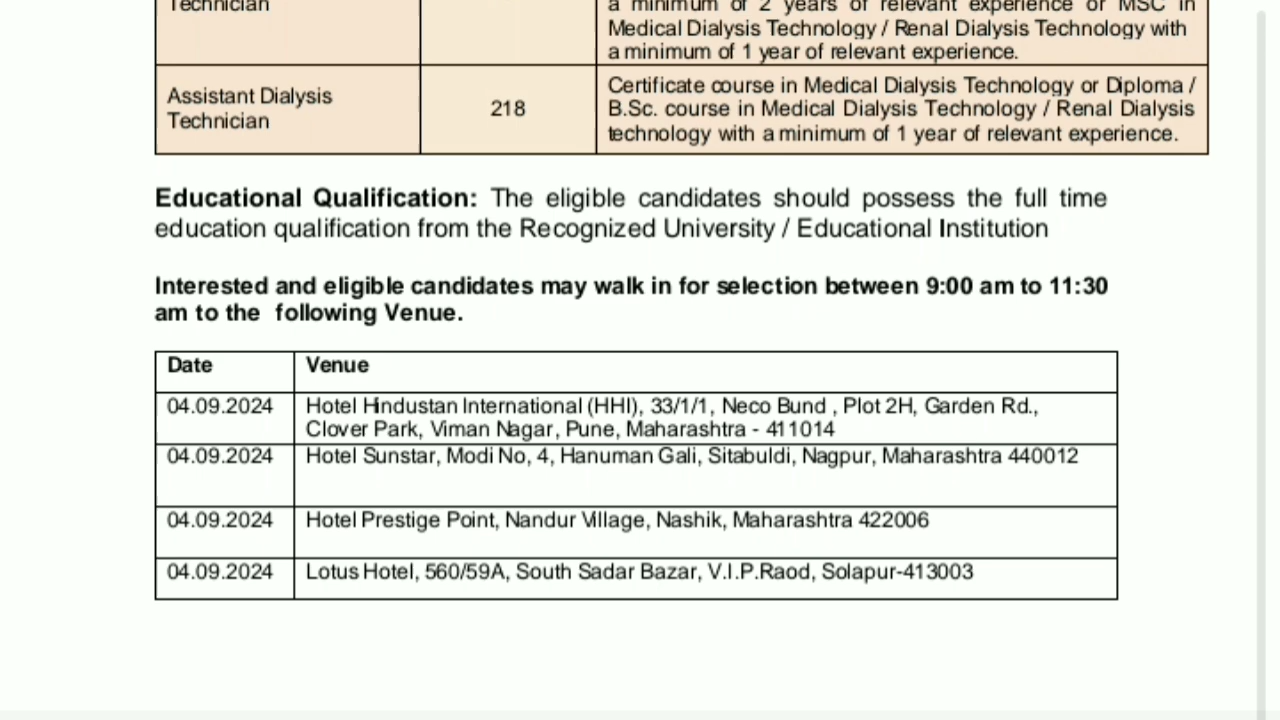 Technician
a minimum of 2 years of relevant experience or MSC in
Medical Dialysis Technology / Renal Dialysis Technology with
a minimum of 1 year of relevant experience.
Assistant Dialysis
Technician
218
Certificate course in Medical Dialysis Technology or Diploma /
B.Sc. course in Medical Dialysis Technology / Renal Dialysis
technology with a minimum of 1 year of relevant experience.
Educational Qualification: The eligible candidates should possess the full time
education qualification from the Recognized University / Educational Institution
Interested and eligible candidates may walk in for selection between 9:00 am to 11:30
am to the following Venue.
Date Venue
04.09.2024 Hotel Hindustan International (HHI), 33/1/1, Neco Bund , Plot 2H, Garden Rd.,
Clover Park, Viman Nagar, Pune, Maharashtra - 411014
04.09.2024 Hotel Sunstar, Modi No, 4, Hanuman Gali, Sitabuldi, Nagpur, Maharashtra 440012
04.09.2024 Hotel Prestige Point, Nandur Village, Nashik, Maharashtra 422006
04.09.2024 Lotus Hotel, 560/59A, South Sadar Bazar, V.I.P.Raod, Solapur-413003